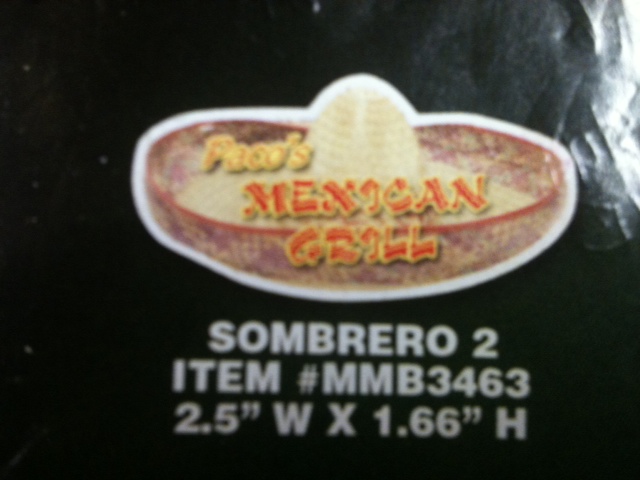 Paco's
MEXICAN
GRILL
SOMBRERO 2
ITEM #MMB3463
2.5" W X 1.66" H